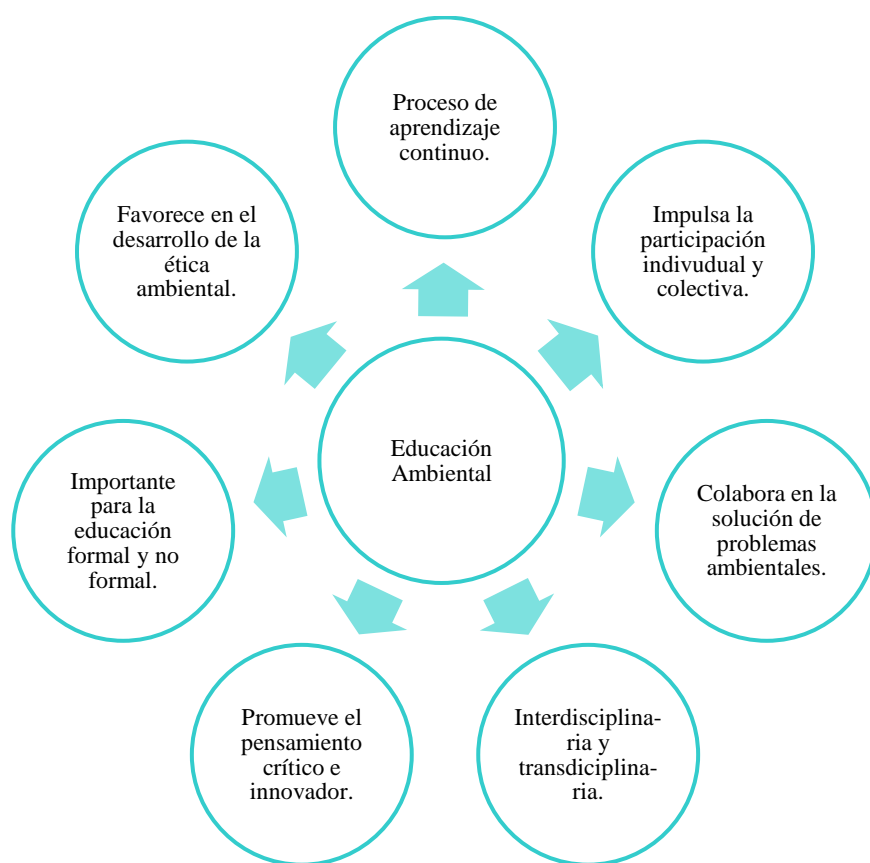 Proceso de
aprendizaje
continuo.
Impulsa la
participación
indivudual y
colectiva.
Colabora en la
solución de
problemas
ambientales.
Interdisciplina-
ria y
transdiciplina-
ria.
Promueve el
pensamiento
crítico e
innovador.
Importante
para la
educación
formal y no
formal.
Favorece en el
desarrollo de la
ética
ambiental.
Educación
Ambiental